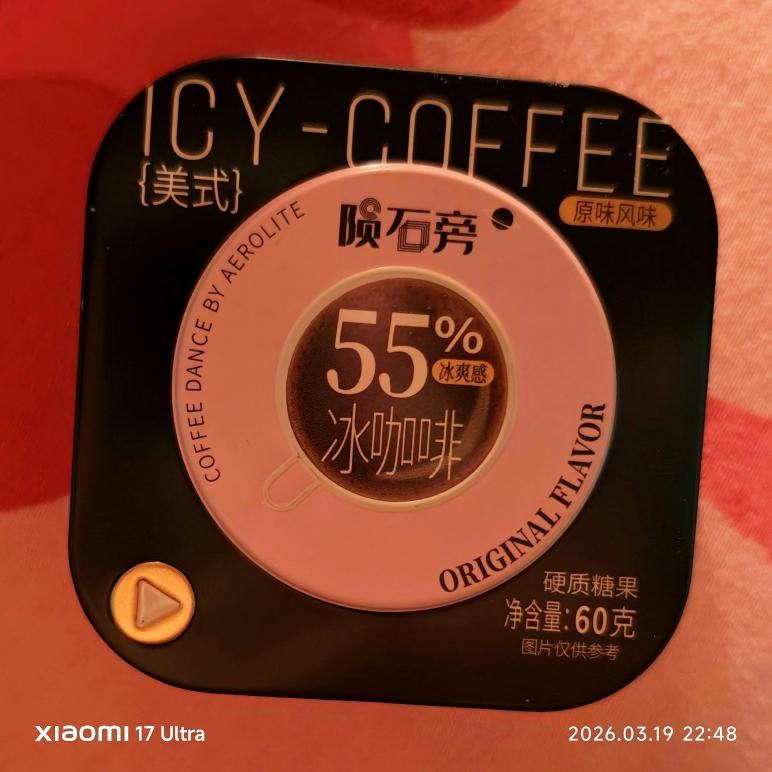 ICY-COFFEE
{美式}
原味风味
陨石旁
COFFEE DANCE BY AEROLITE
55%
冰爽感
冰咖啡
ORIGINAL FLAVOR
硬质糖果
净含量:60克
图片仅供参考
xiaomi 17 Ultra
2026.03.19 22:48